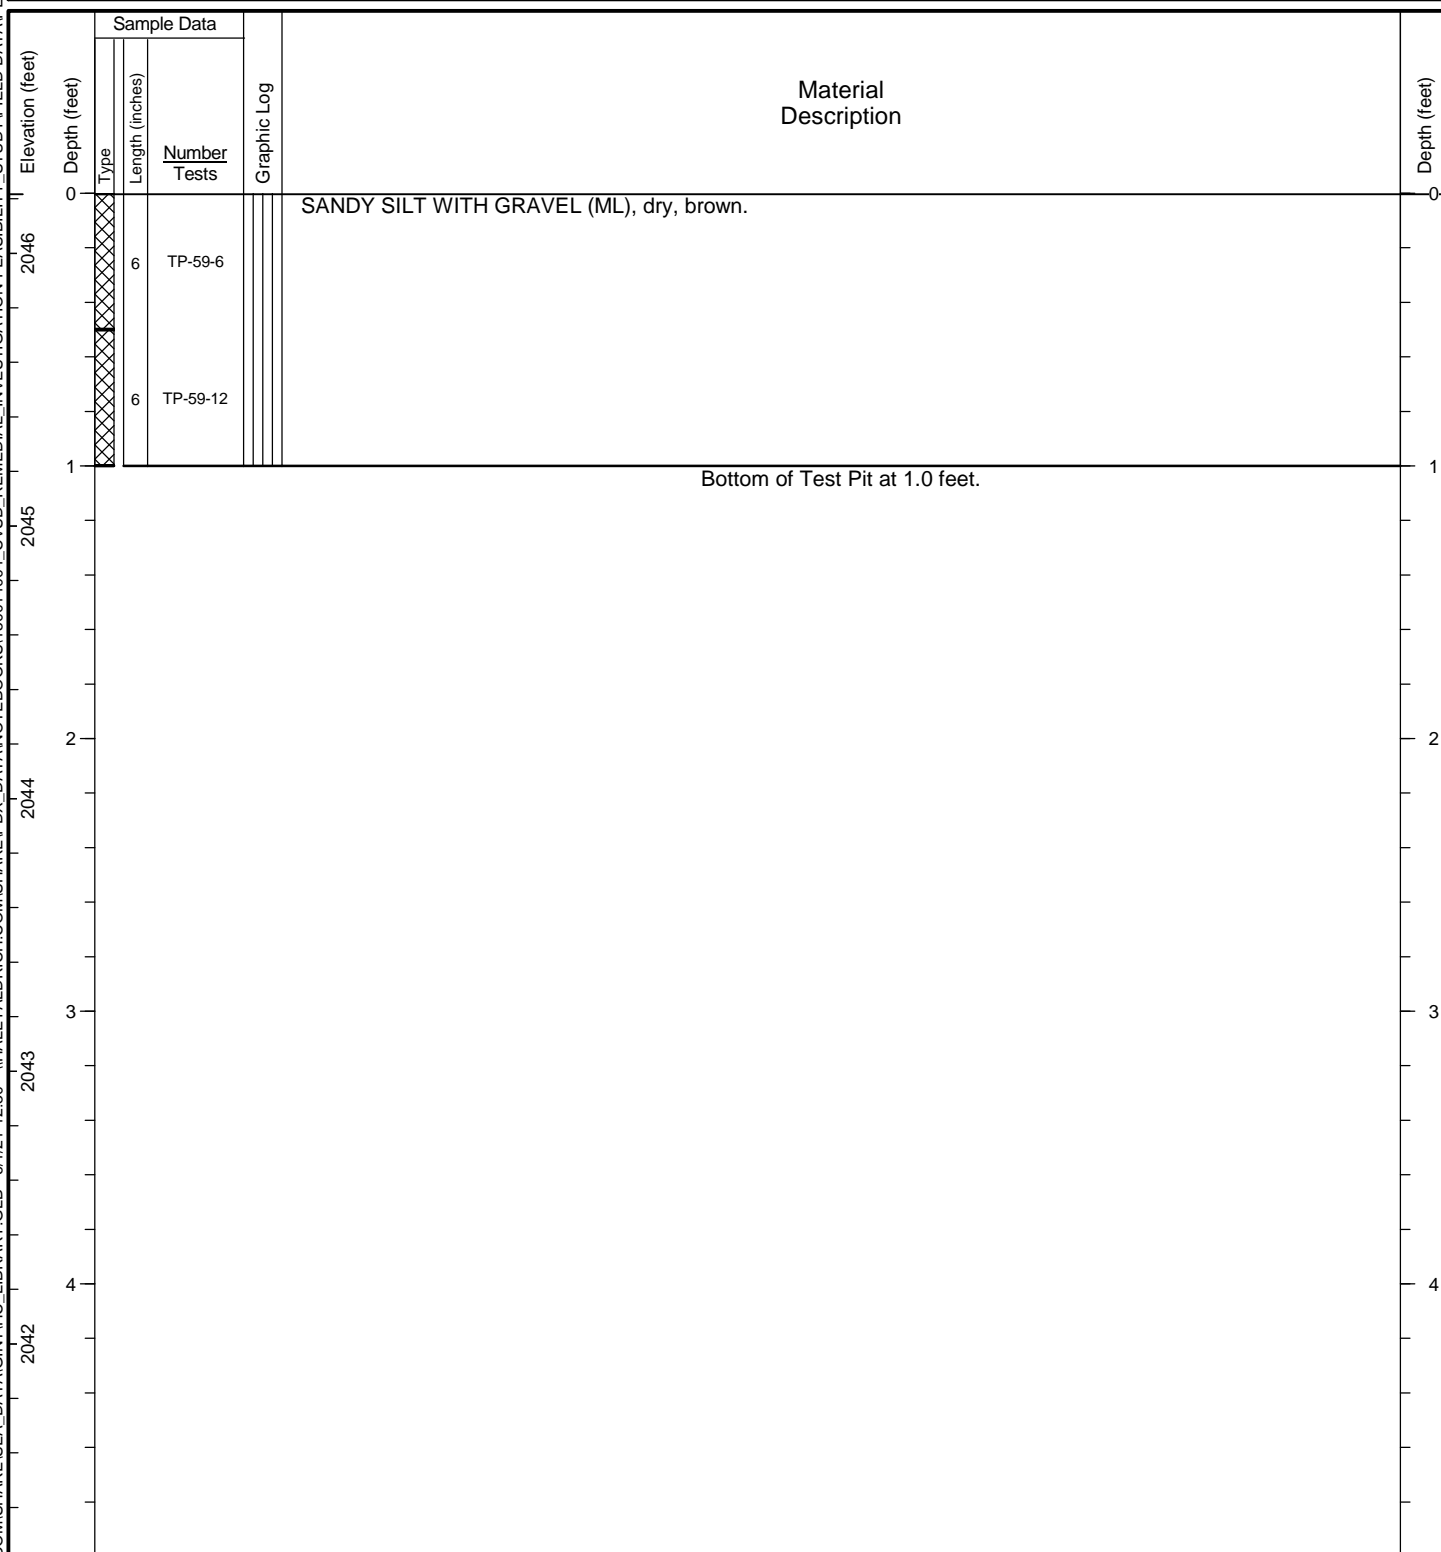 Sample Data
Elevation (feet)
Depth (feet)
Type
Length (inches)
Number
Tests
Graphic Log
Material
Description
Depth (feet)
0
SANDY SILT WITH GRAVEL (ML), dry, brown.
0
2046
6
TP-59-6
6
TP-59-12
1
1
Bottom of Test Pit at 1.0 feet.
2045
2
2
2044
3
3
2043
4
4
2042